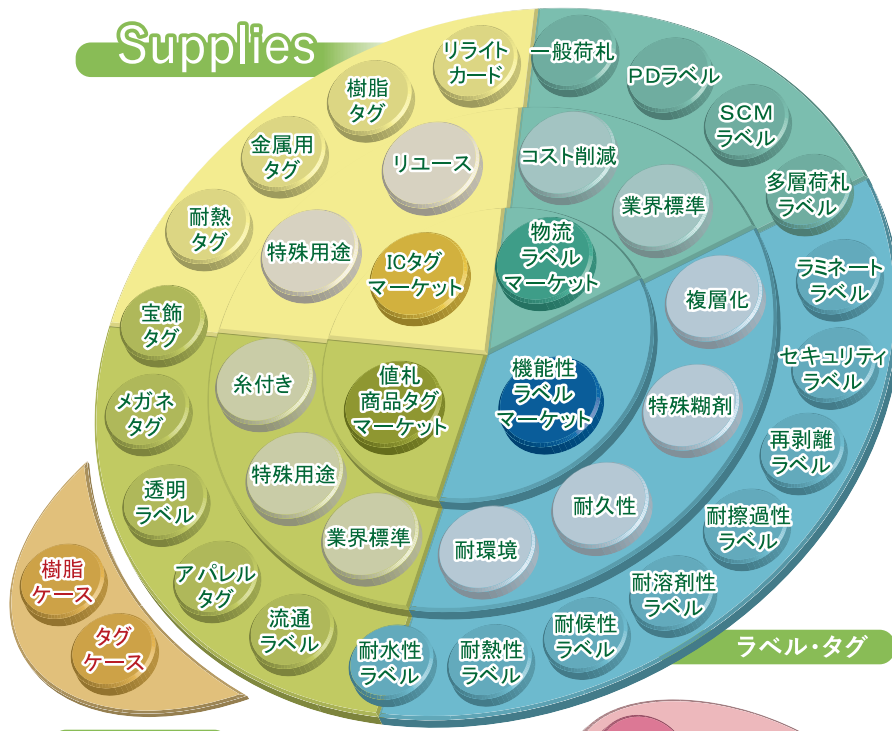 Supplies
リライト
カード
樹脂
タグ
金属用
タグ
耐熱
タグ
リユース
特殊用途
ICタグ
マーケット
一般荷札
PDラベル
SCM
ラベル
多層荷札
ラベル
コスト削減
業界標準
物流
ラベル
マーケット
宝飾
タグ
メガネ
タグ
透明
ラベル
アパレル
タグ
流通
ラベル
糸付き
特殊用途
業界標準
値札
商品タグ
マーケット
機能性
ラベル
マーケット
複層化
特殊糊剤
耐久性
耐環境
ラミネート
ラベル
セキュリティ
ラベル
再剥離
ラベル
耐擦過性
ラベル
耐溶剤性
ラベル
耐候性
ラベル
耐熱性
ラベル
耐水性
ラベル
樹脂
ケース
タグ
ケース
ラベル・タグ